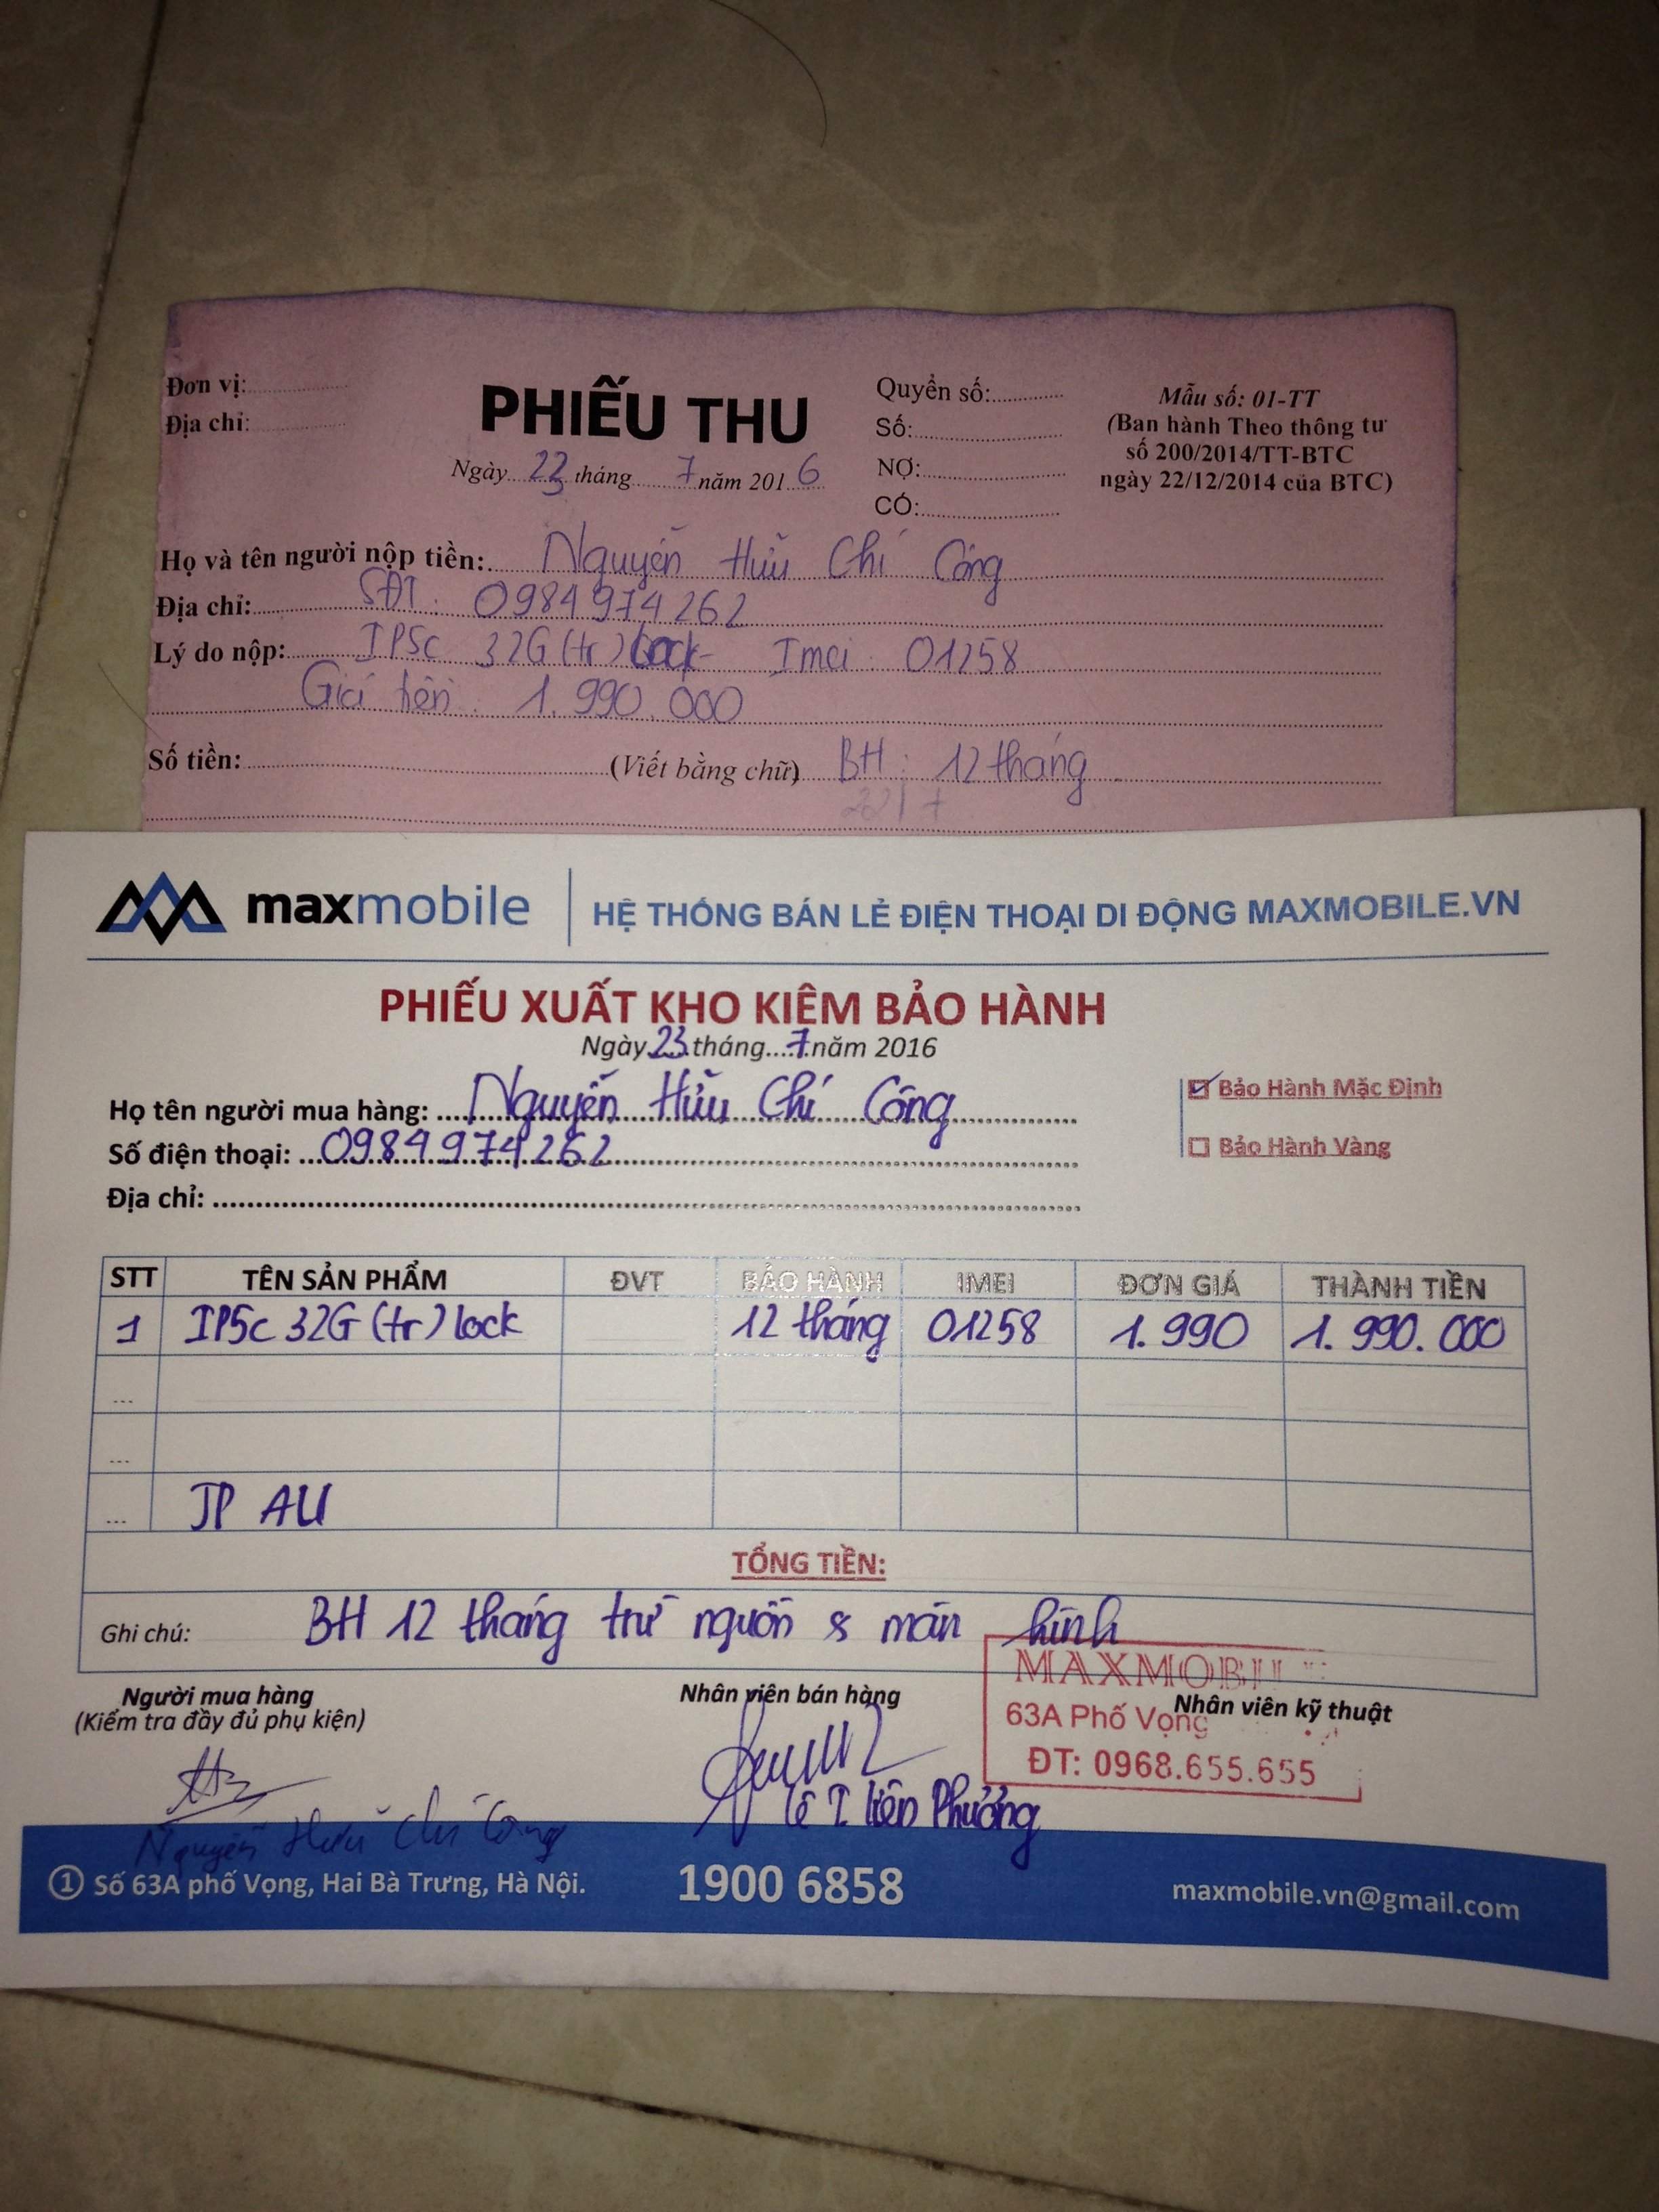 Đơn vị:
Địa chỉ:
PHIẾU THU
Ngày 23 tháng 7 năm 2016
Quyển số:
Số:
NỢ:
CÓ:
Mẫu số: 01-TT
(Ban hành Theo thông tư
số 200/2014/TT-BTC
ngày 22/12/2014 của BTC)
Họ và tên người nộp tiền: Nguyễn Hữu Chí Công
Địa chỉ: SĐT: 0984974262
Lý do nộp: IP5c 32G (tr) lock Imei: 01258
Giá tiền: 1.990.000
Số tiền: (Viết bằng chữ) BH: 12 tháng
maxmobile HỆ THỐNG BÁN LẺ ĐIỆN THOẠI DI ĐỘNG MAXMOBILE.VN
PHIẾU XUẤT KHO KIÊM BẢO HÀNH
Ngày 23 tháng 7 năm 2016
Họ tên người mua hàng: Nguyễn Hữu Chí Công
Số điện thoại: 0984974262
Địa chỉ:
Bảo Hành Mặc Định
Bảo Hành Vàng
STT TÊN SẢN PHẨM ĐVT BẢO HÀNH IMEI ĐƠN GIÁ THÀNH TIỀN
1 IP5c 32G (tr) lock 12 tháng 01258 1.990 1.990.000
...
...
... JP AU
TỔNG TIỀN:
Ghi chú: BH 12 tháng trừ nguồn & màn hình
Người mua hàng
(Kiểm tra đầy đủ phụ kiện)
Nhân viên bán hàng
Nhân viên kỹ thuật
MAXMOBILE
63A Phố Vọng
ĐT: 0968.655.655
Nguyễn Hữu Chí Công
Lê T Liên Phương
1 Số 63A phố Vọng, Hai Bà Trưng, Hà Nội.
1900 6858
maxmobile.vn@gmail.com